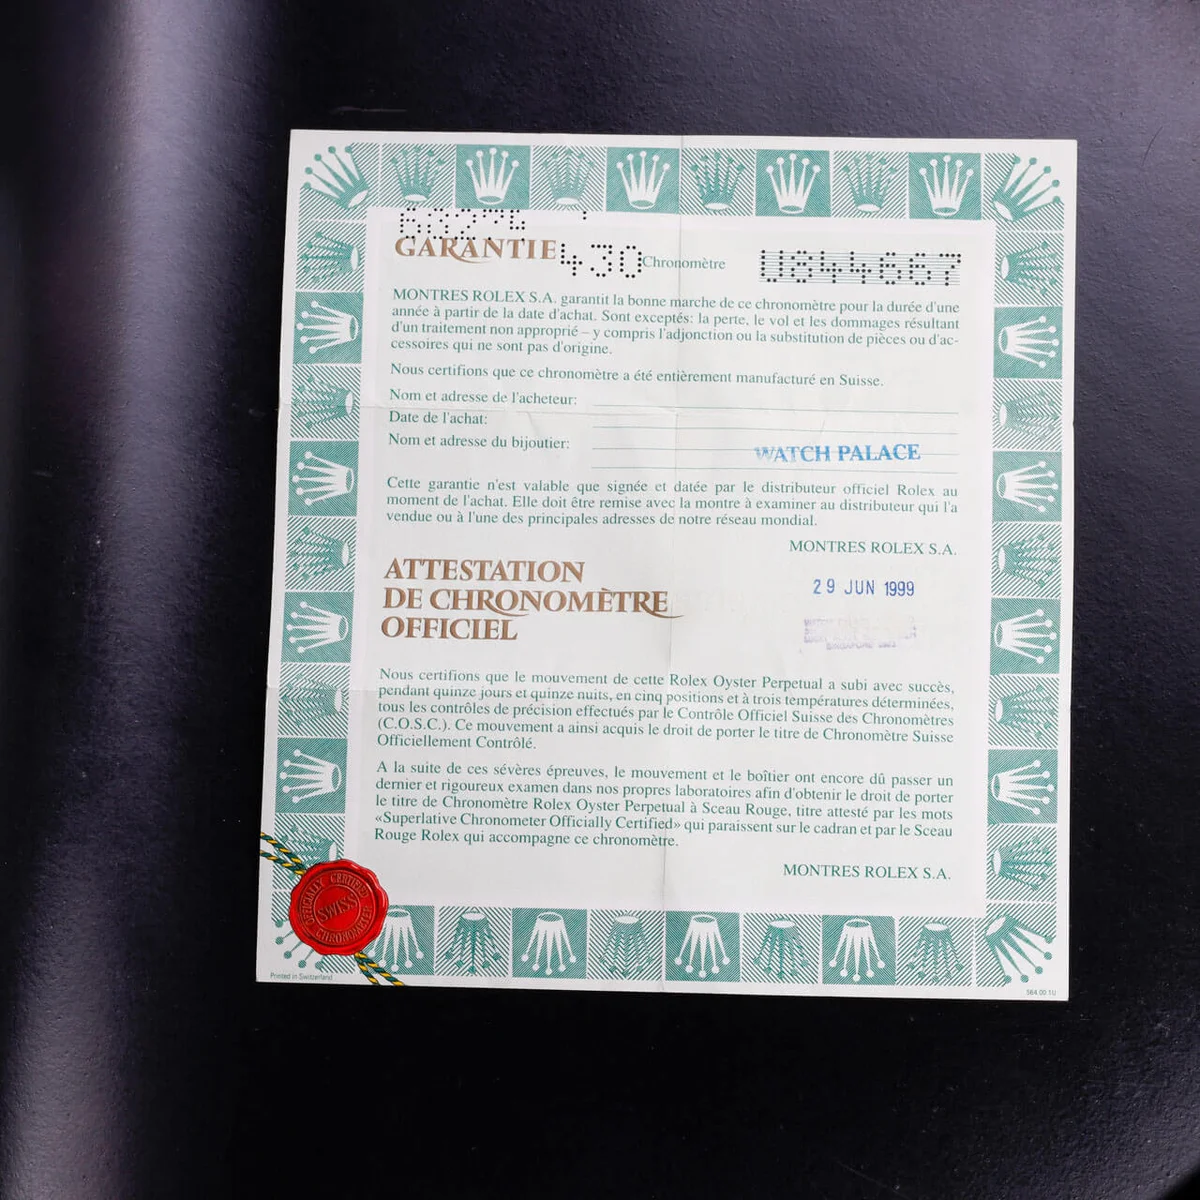 GARANTIE
430
Chronomètre
U844667
MONTRES ROLEX S.A. garantit la bonne marche de ce chronomètre pour la durée d'une
année à partir de la date d'achat. Sont exceptés: la perte, le vol et les dommages résultant
d'un traitement non approprié – y compris l'adjonction ou la substitution de pièces ou d'ac-
cessoires qui ne sont pas d'origine.
Nous certifions que ce chronomètre a été entièrement manufacturé en Suisse.
Nom et adresse de l'acheteur:
Date de l'achat:
Nom et adresse du bijoutier:
WATCH PALACE
Cette garantie n'est valable que signée et datée par le distributeur officiel Rolex au
moment de l'achat. Elle doit être remise avec la montre à examiner au distributeur qui l'a
vendue ou à l'une des principales adresses de notre réseau mondial.
MONTRES ROLEX S.A.
29 JUN 1999
ATTESTATION
DE CHRONOMÈTRE
OFFICIEL
Nous certifions que le mouvement de cette Rolex Oyster Perpetual a subi avec succès,
pendant quinze jours et quinze nuits, en cinq positions et à trois températures déterminées,
tous les contrôles de précision effectués par le Contrôle Officiel Suisse des Chronomètres
(C.O.S.C.). Ce mouvement a ainsi acquis le droit de porter le titre de Chronomètre Suisse
Officiellement Contrôlé.
A la suite de ces sévères épreuves, le mouvement et le boîtier ont encore dû passer un
dernier et rigoureux examen dans nos propres laboratoires afin d'obtenir le droit de porter
le titre de Chronomètre Rolex Oyster Perpetual à Sceau Rouge, titre attesté par les mots
«Superlative Chronometer Officially Certified» qui paraissent sur le cadran et par le Sceau
Rouge Rolex qui accompagne ce chronomètre.
MONTRES ROLEX S.A.
OFFICIALLY CERTIFIED
SWISS
CHRONOMETER
Printed in Switzerland
564.00 1U